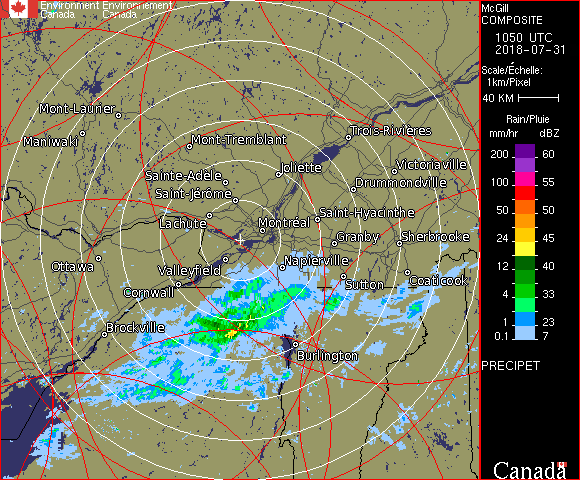 Environment Environnement
Canada Canada
McGill
COMPOSITE
1050 UTC
2018-07-31
Scale/Échelle:
1km/Pixel
40 KM
Rain/Pluie
mm/hr dBZ
200 60
150 57
100 55
50 50
24 45
12 40
4 33
1 23
0.1 7
PRECIPET
Canada
Mont-Laurier
Maniwaki
Mont-Tremblant
Trois-Rivières
Sainte-Adèle
Joliette
Victoriaville
Saint-Jérôme
Drummondville
Lachute
Montréal
Saint-Hyacinthe
Granby
Sherbrooke
Ottawa
Valleyfield
Napierville
Cornwall
Sutton
Coaticook
Brockville
Burlington